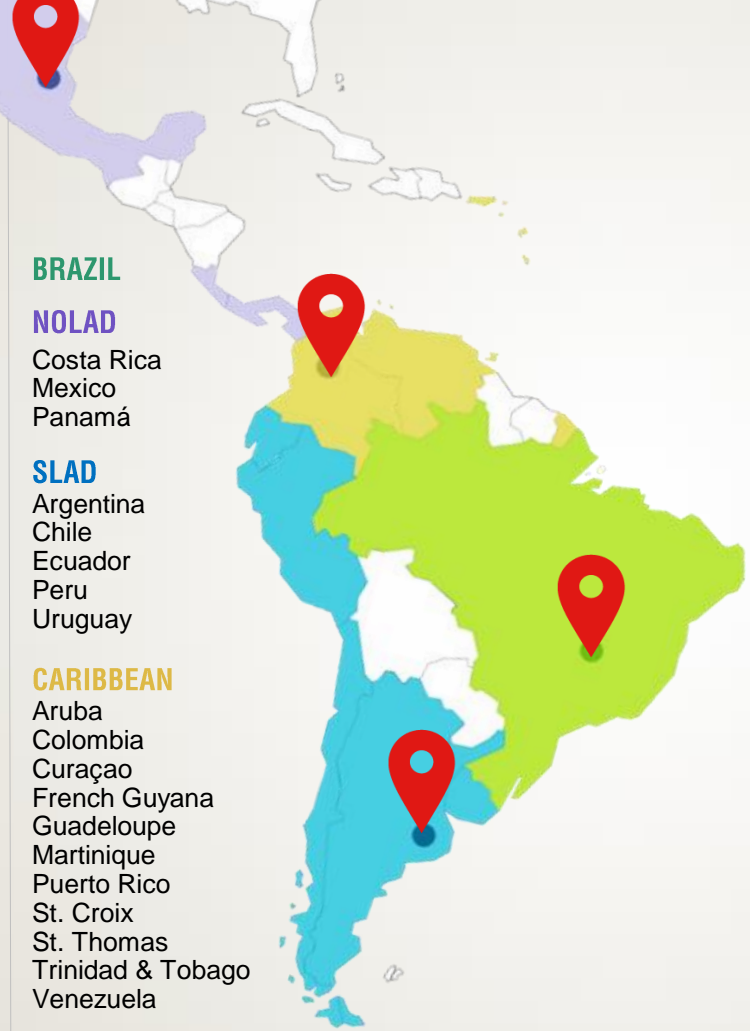 BRAZIL
NOLAD
Costa Rica
Mexico
Panamá
SLAD
Argentina
Chile
Ecuador
Peru
Uruguay
CARIBBEAN
Aruba
Colombia
Curaçao
French Guyana
Guadeloupe
Martinique
Puerto Rico
St. Croix
St. Thomas
Trinidad & Tobago
Venezuela